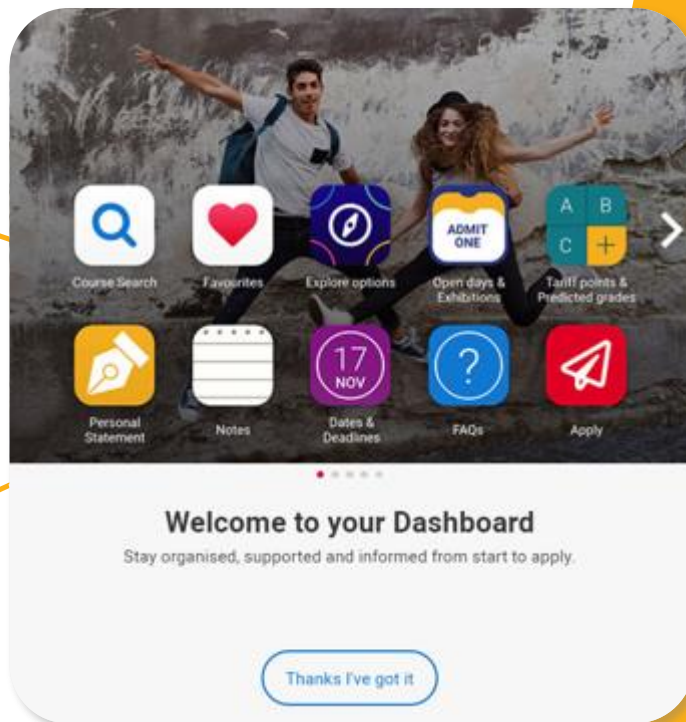 ADMIT
ONE
A B
C +
Course Search
Favourites
Explore options
Open days &
Exhibitions
Tariff points &
Predicted grades
17
NOV
?
Personal
Statement
Notes
Dates &
Deadlines
FAQs
Apply
Welcome to your Dashboard
Stay organised, supported and informed from start to apply.
Thanks I've got it